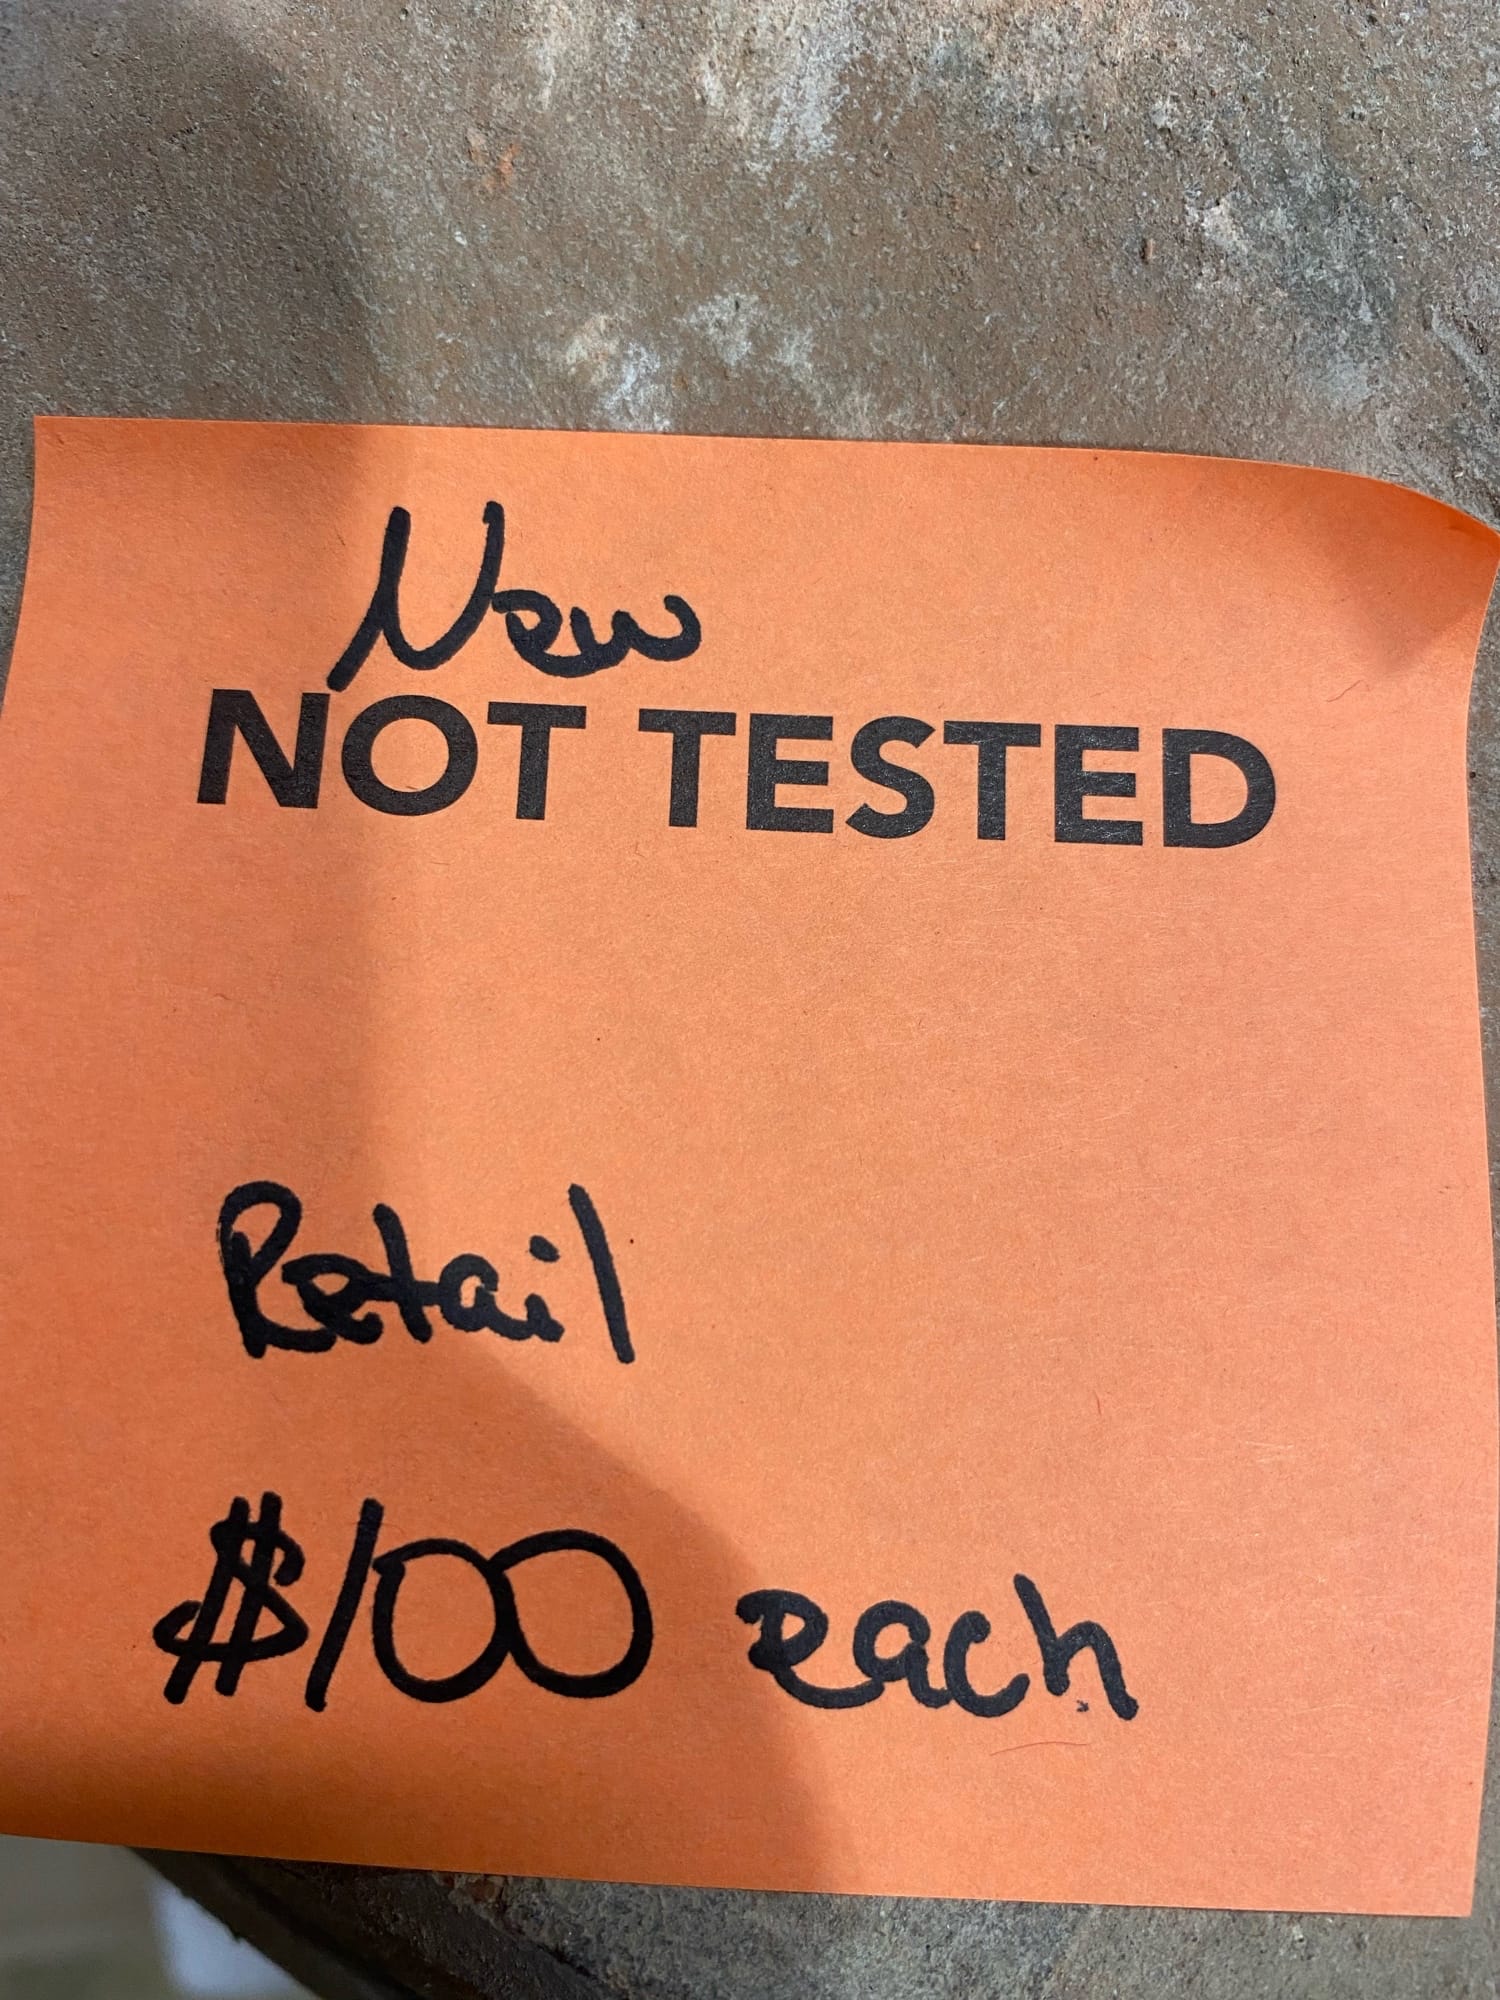 New
NOT TESTED
Retail
$100 each